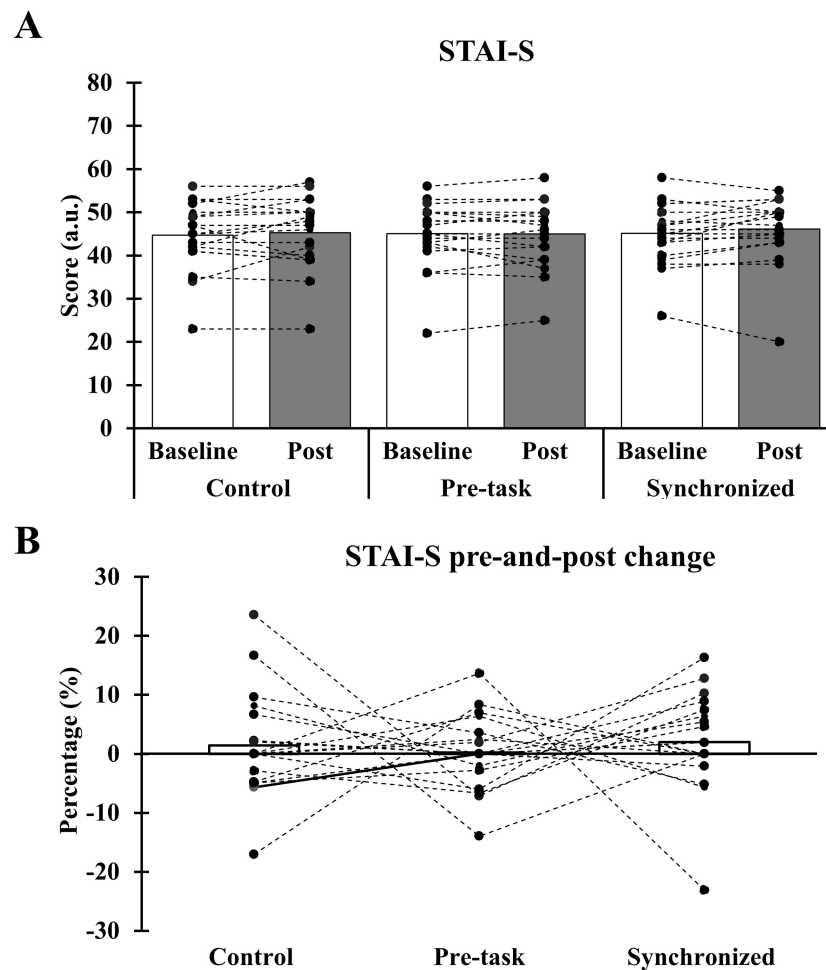 A
STAI-S
80
70
60
50
40
30
20
10
0
Score (a.u.)
Baseline Post Baseline Post Baseline Post
Control Pre-task Synchronized
B
STAI-S pre-and-post change
30
20
10
0
-10
-20
-30
Percentage (%)
Control Pre-task Synchronized